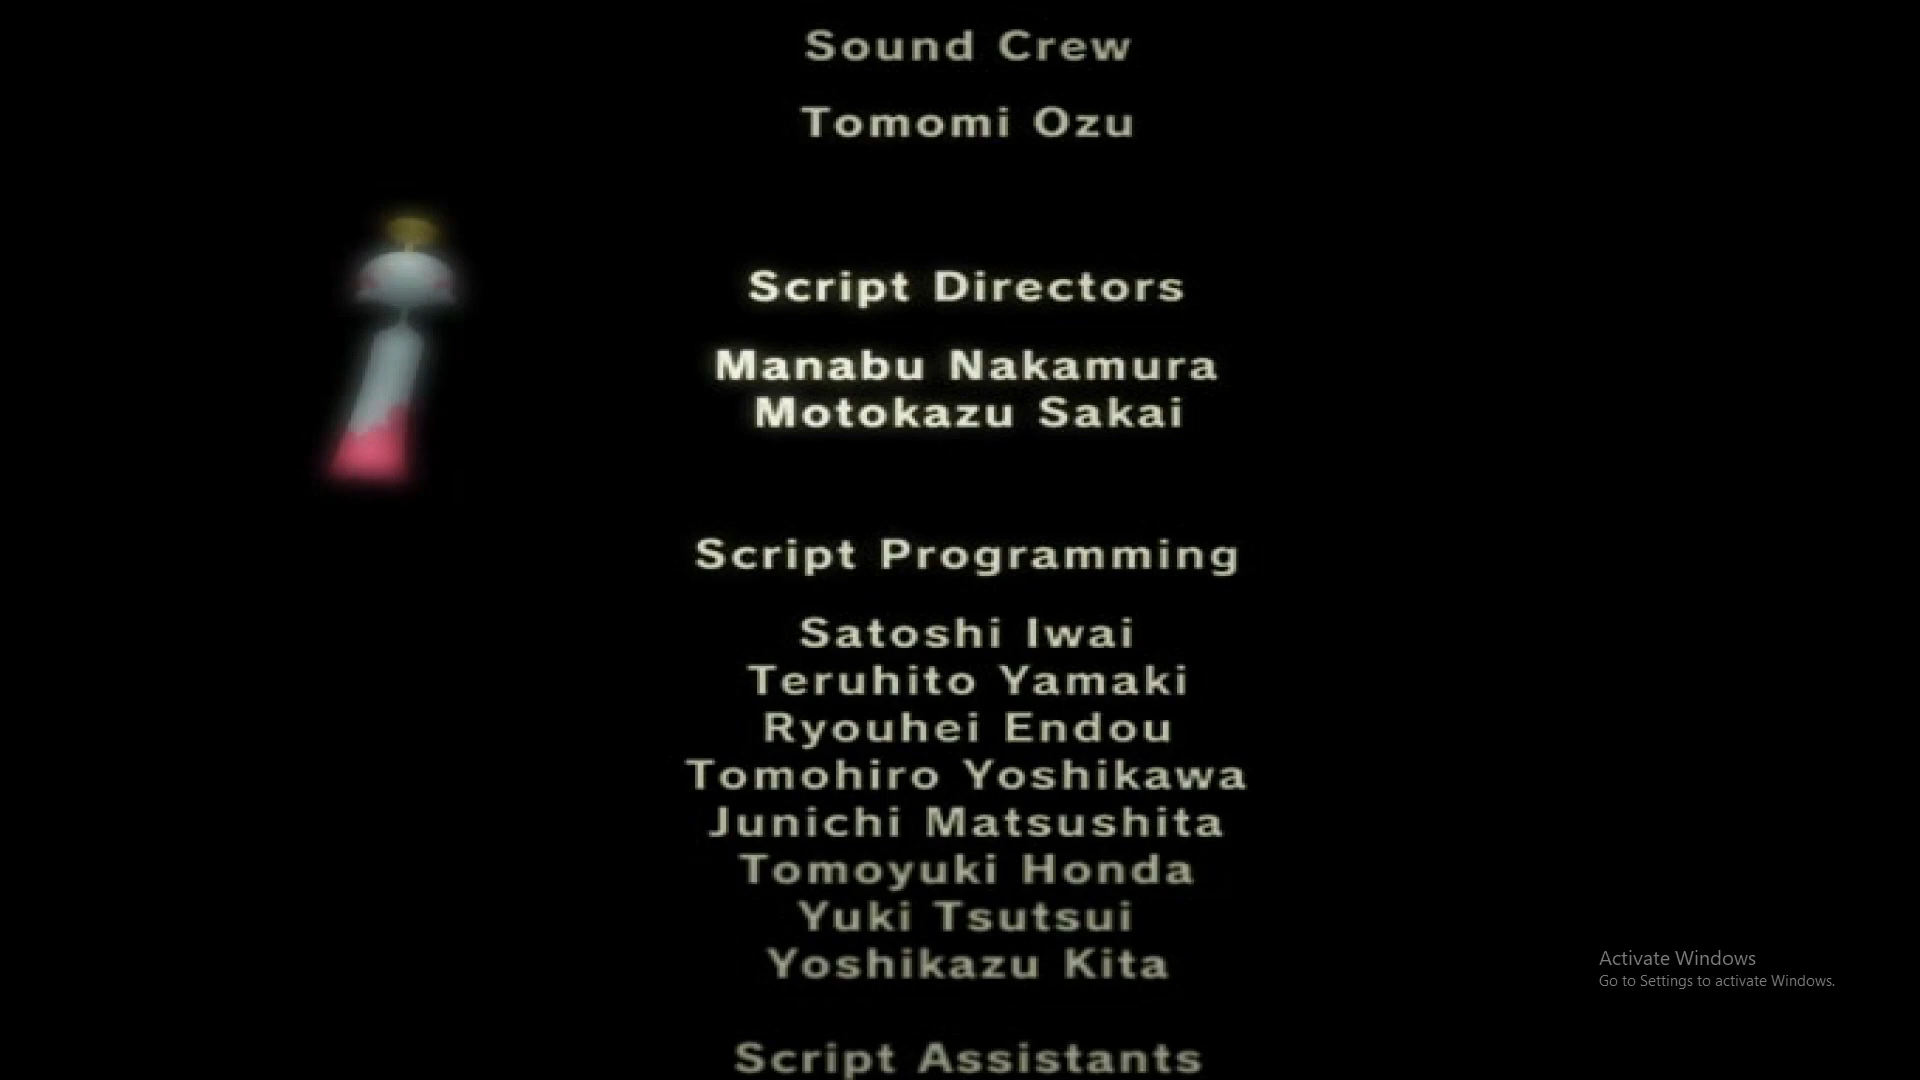 Sound Crew
Tomomi Ozu
Script Directors
Manabu Nakamura
Motokazu Sakai
Script Programming
Satoshi Iwai
Teruhito Yamaki
Ryouhei Endou
Tomohiro Yoshikawa
Junichi Matsushita
Tomoyuki Honda
Yuki Tsutsui
Yoshikazu Kita
Script Assistants
Activate Windows
Go to Settings to activate Windows.